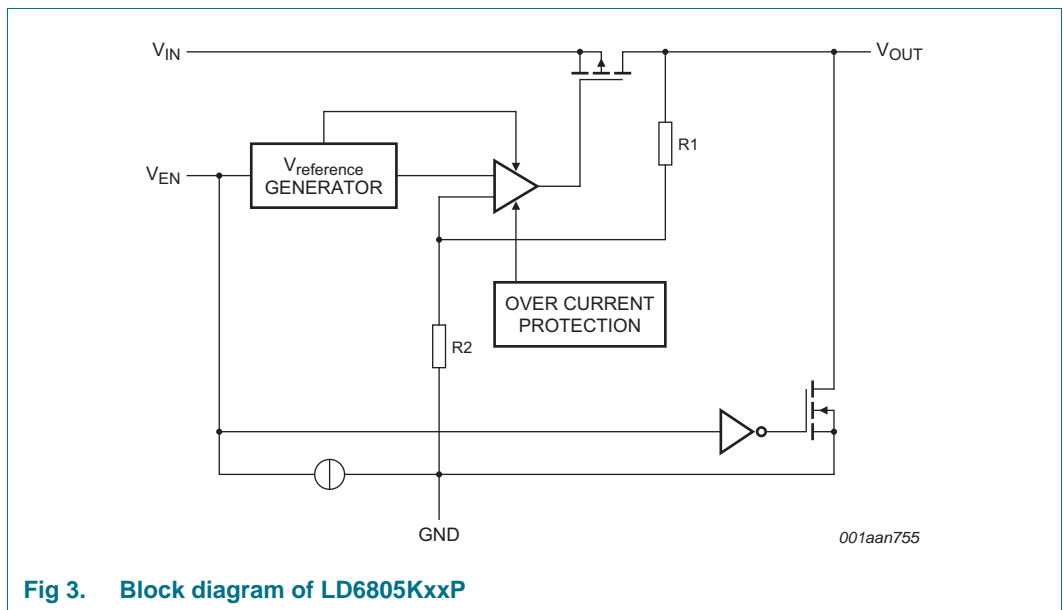 VIN
VOUT
R1
VEN
Vreference
GENERATOR
OVER CURRENT
PROTECTION
R2
GND
001aan755
Fig 3. Block diagram of LD6805KxxP